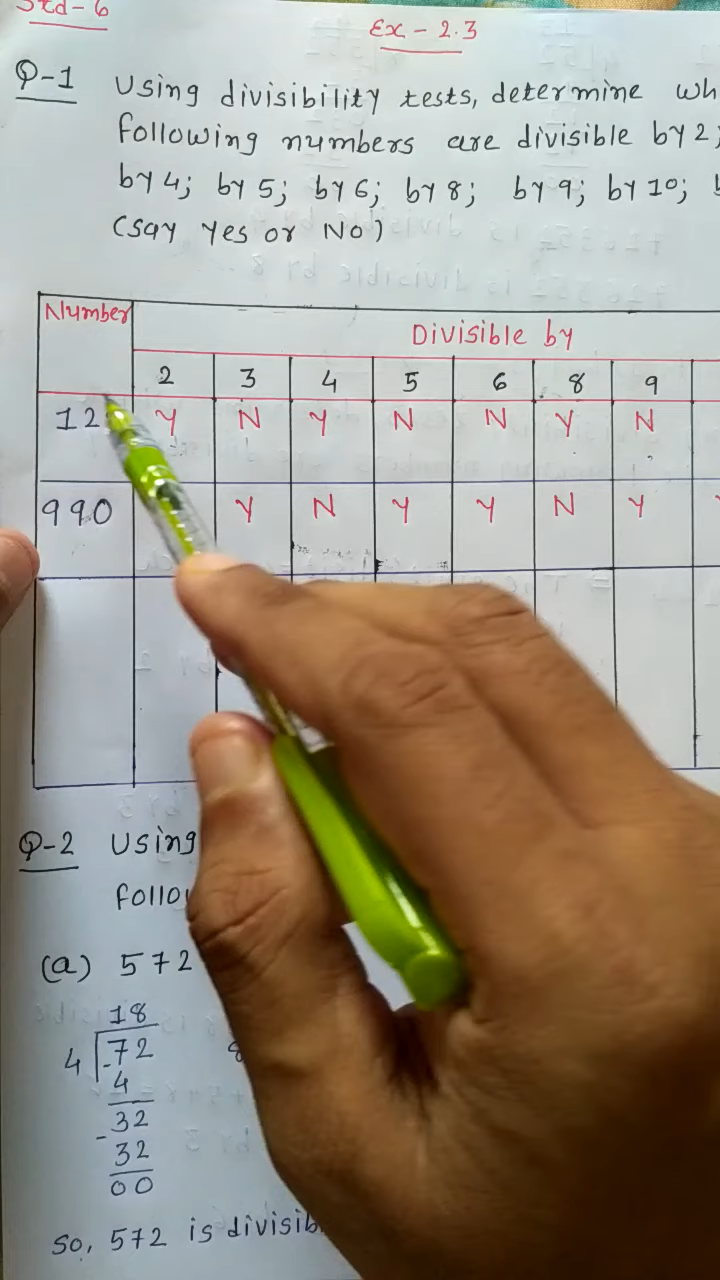 Std-6
Ex-2.3
Q-1 Using divisibility tests, determine
following numbers are divisible by 2;
by 4; by 5; by 6; by 8; by 9; by 10;
(say Yes or No)
Number
Divisible by
2 3 4 5 6 8 9
12 Y N Y N N Y N
990 Y N Y Y N Y
Q-2 Using
(a) 572
18
4 72
4
32
- 32
00
So, 572 is